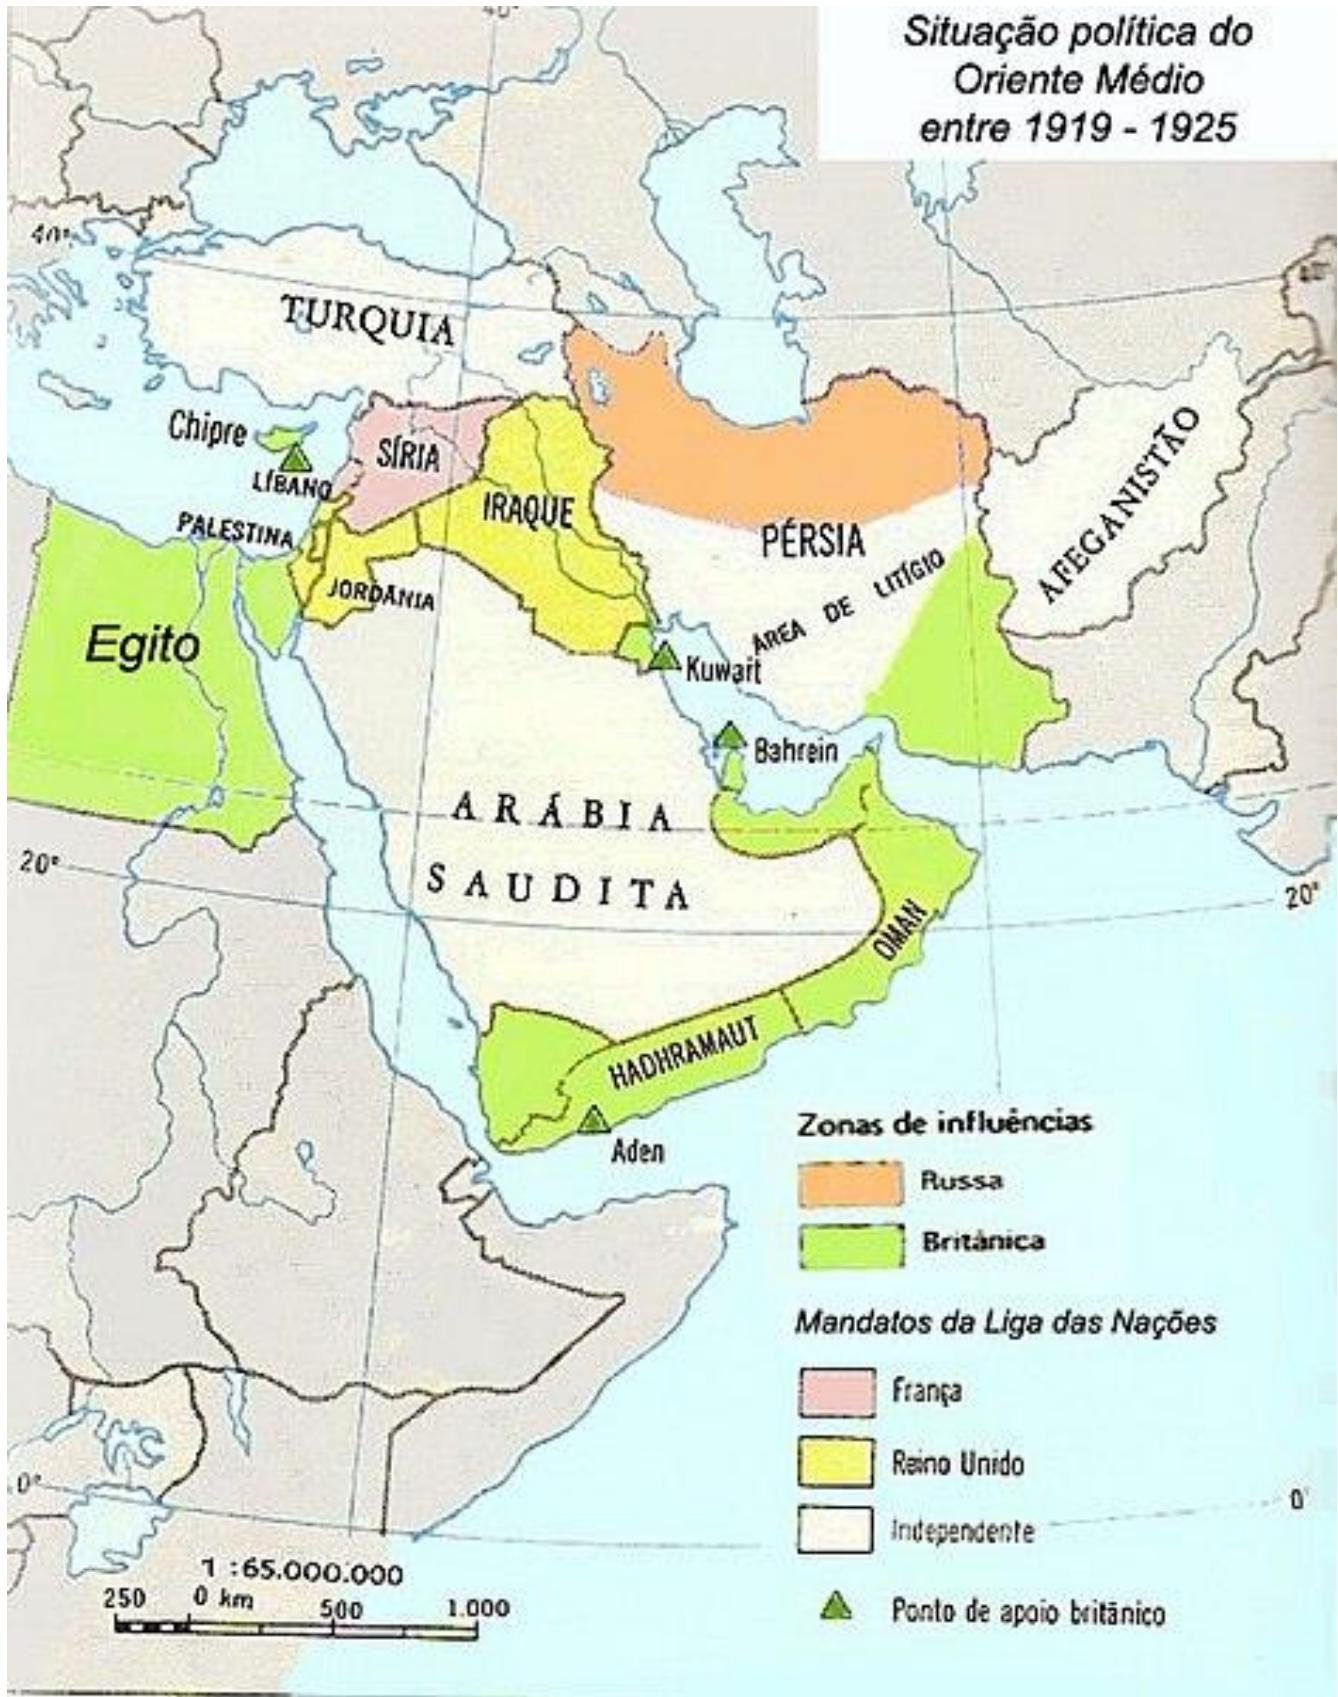 Situação política do
Oriente Médio
entre 1919 - 1925
40°
40°
TURQUIA
Chipre
SÍRIA
LÍBANO
IRAQUE
PALESTINA
PÉRSIA
AFEGANISTÃO
JORDÂNIA
ÁREA DE LITÍGIO
Egito
Kuwait
Bahrein
ARÁBIA
SAUDITA
20°
20°
OMAN
HADHRAMAUT
Aden
Zonas de influências
Russa
Britânica
Mandatos da Liga das Nações
França
Reino Unido
Independente
Ponto de apoio britânico
0°
0°
1 :65.000.000
250 0 km 500 1.000